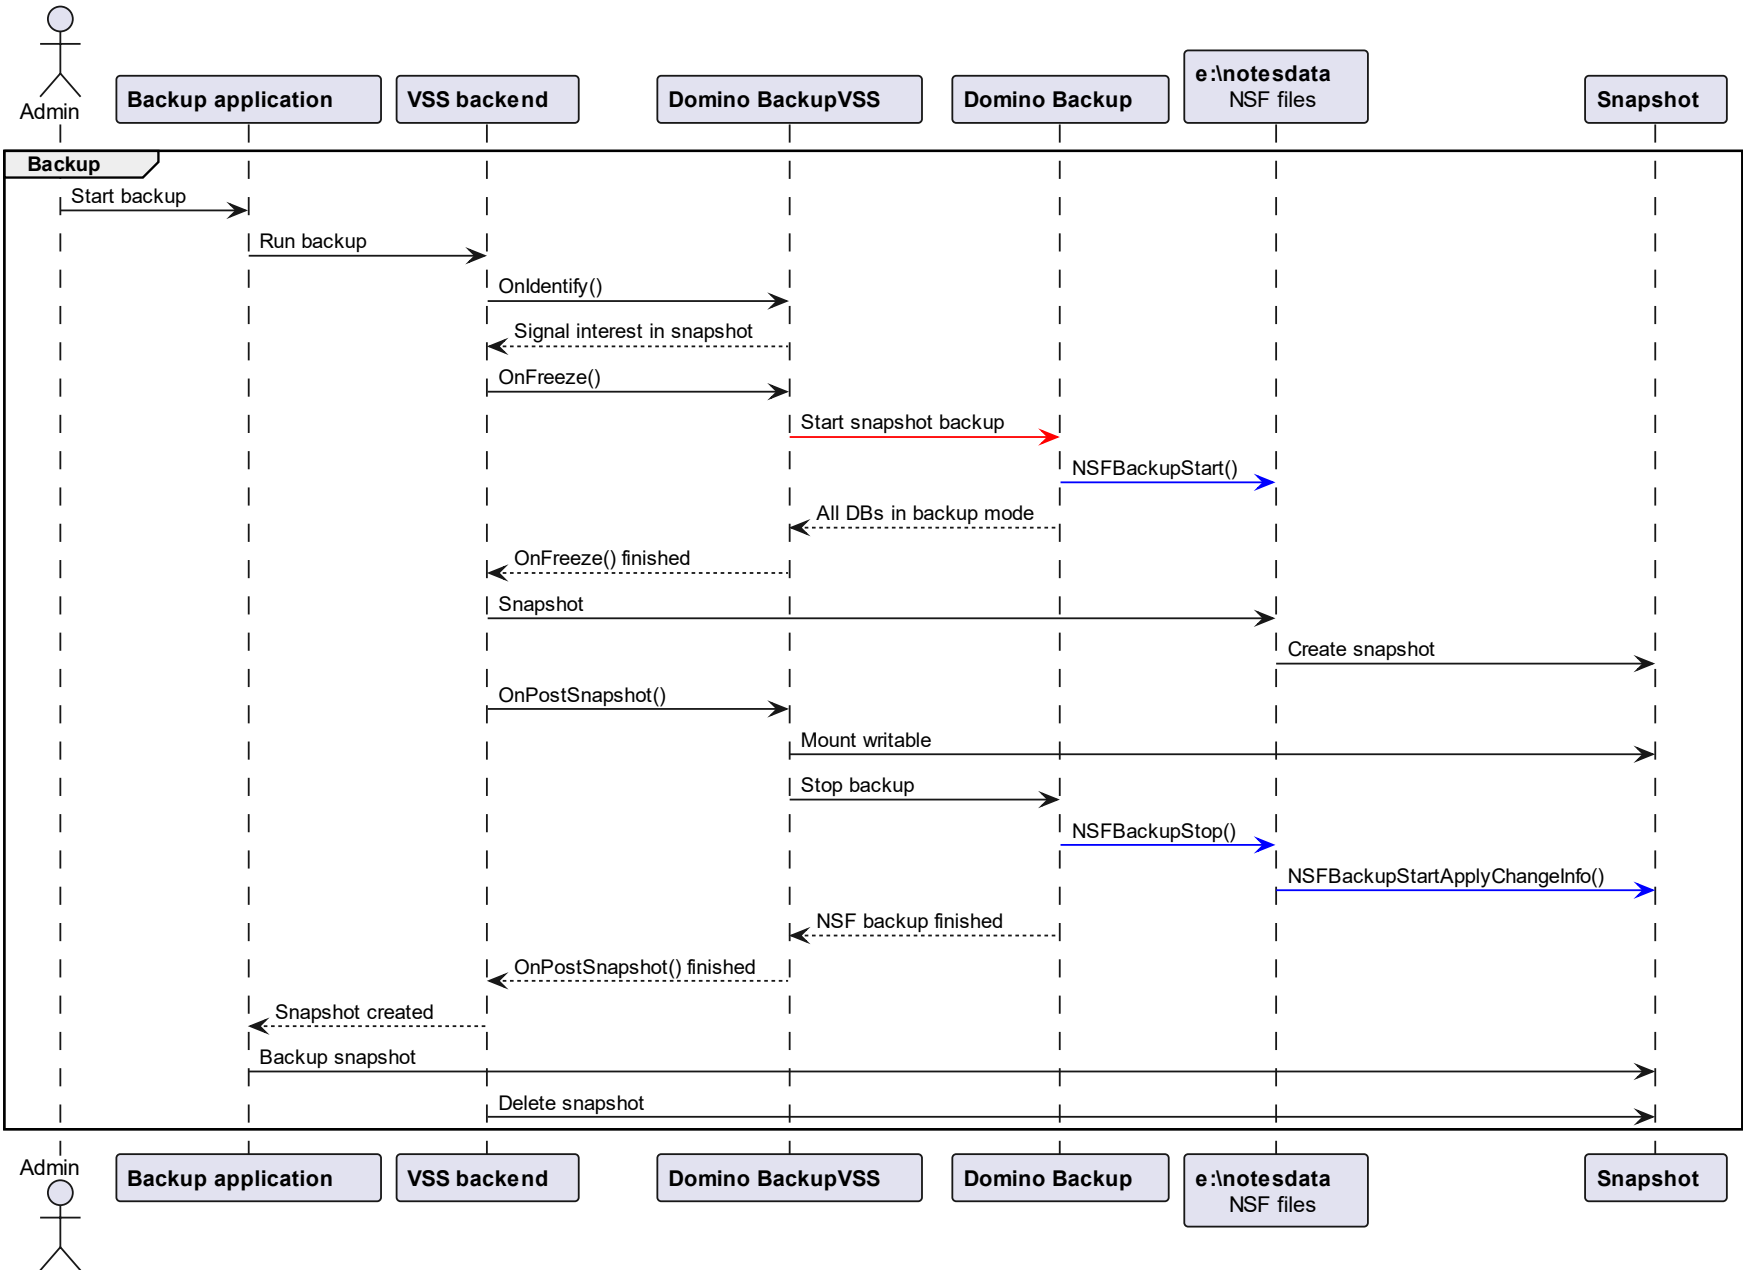 Admin
Backup application
VSS backend
Domino BackupVSS
Domino Backup
e:\notesdata
NSF files
Snapshot
Backup
Start backup
Run backup
OnIdentify()
Signal interest in snapshot
OnFreeze()
Start snapshot backup
NSFBackupStart()
All DBs in backup mode
OnFreeze() finished
Snapshot
Create snapshot
OnPostSnapshot()
Mount writable
Stop backup
NSFBackupStop()
NSFBackupStartApplyChangeInfo()
NSF backup finished
OnPostSnapshot() finished
Snapshot created
Backup snapshot
Delete snapshot
Admin
Backup application
VSS backend
Domino BackupVSS
Domino Backup
e:\notesdata
NSF files
Snapshot